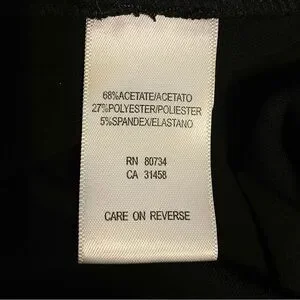 68%ACETATE/ACETATO
27%POLYESTER/POLIESTER
5%SPANDEX/ELASTANO
RN 80734
CA 31458
CARE ON REVERSE